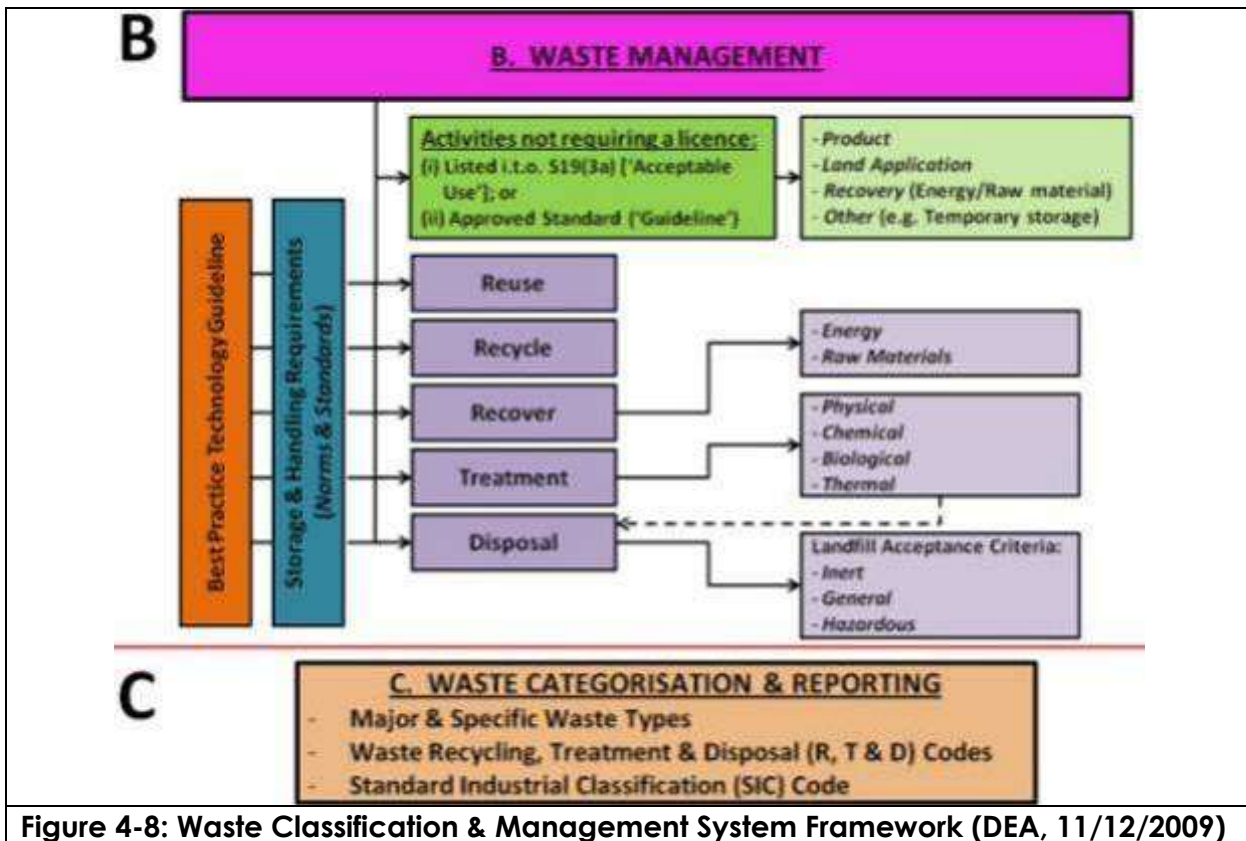 B
B. WASTE MANAGEMENT
Activities not requiring a licence:
(i) Listed i.t.o. S19(3a) ['Acceptable
Use']; or
(ii) Approved Standard ('Guideline')
- Product
- Land Application
- Recovery (Energy/Raw material)
- Other (e.g. Temporary storage)
Best Practice Technology Guideline
Storage & Handling Requirements
(Norms & Standards)
Reuse
Recycle
Recover
Treatment
Disposal
- Energy
- Raw Materials
- Physical
- Chemical
- Biological
- Thermal
Landfill Acceptance Criteria:
- Inert
- General
- Hazardous
C
C. WASTE CATEGORISATION & REPORTING
- Major & Specific Waste Types
- Waste Recycling, Treatment & Disposal (R, T & D) Codes
- Standard Industrial Classification (SIC) Code
Figure 4-8: Waste Classification & Management System Framework (DEA, 11/12/2009)